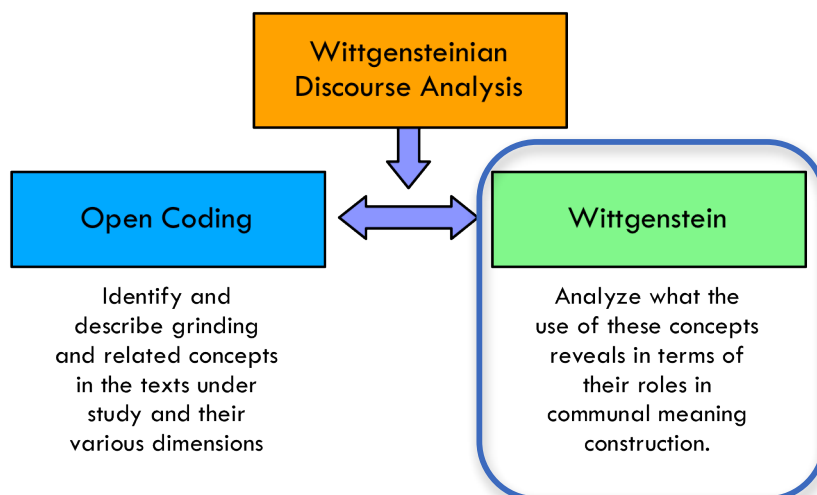 Wittgensteinian
Discourse Analysis
Open Coding
Identify and
describe grinding
and related concepts
in the texts under
study and their
various dimensions
Wittgenstein
Analyze what the
use of these concepts
reveals in terms of
their roles in
communal meaning
construction.